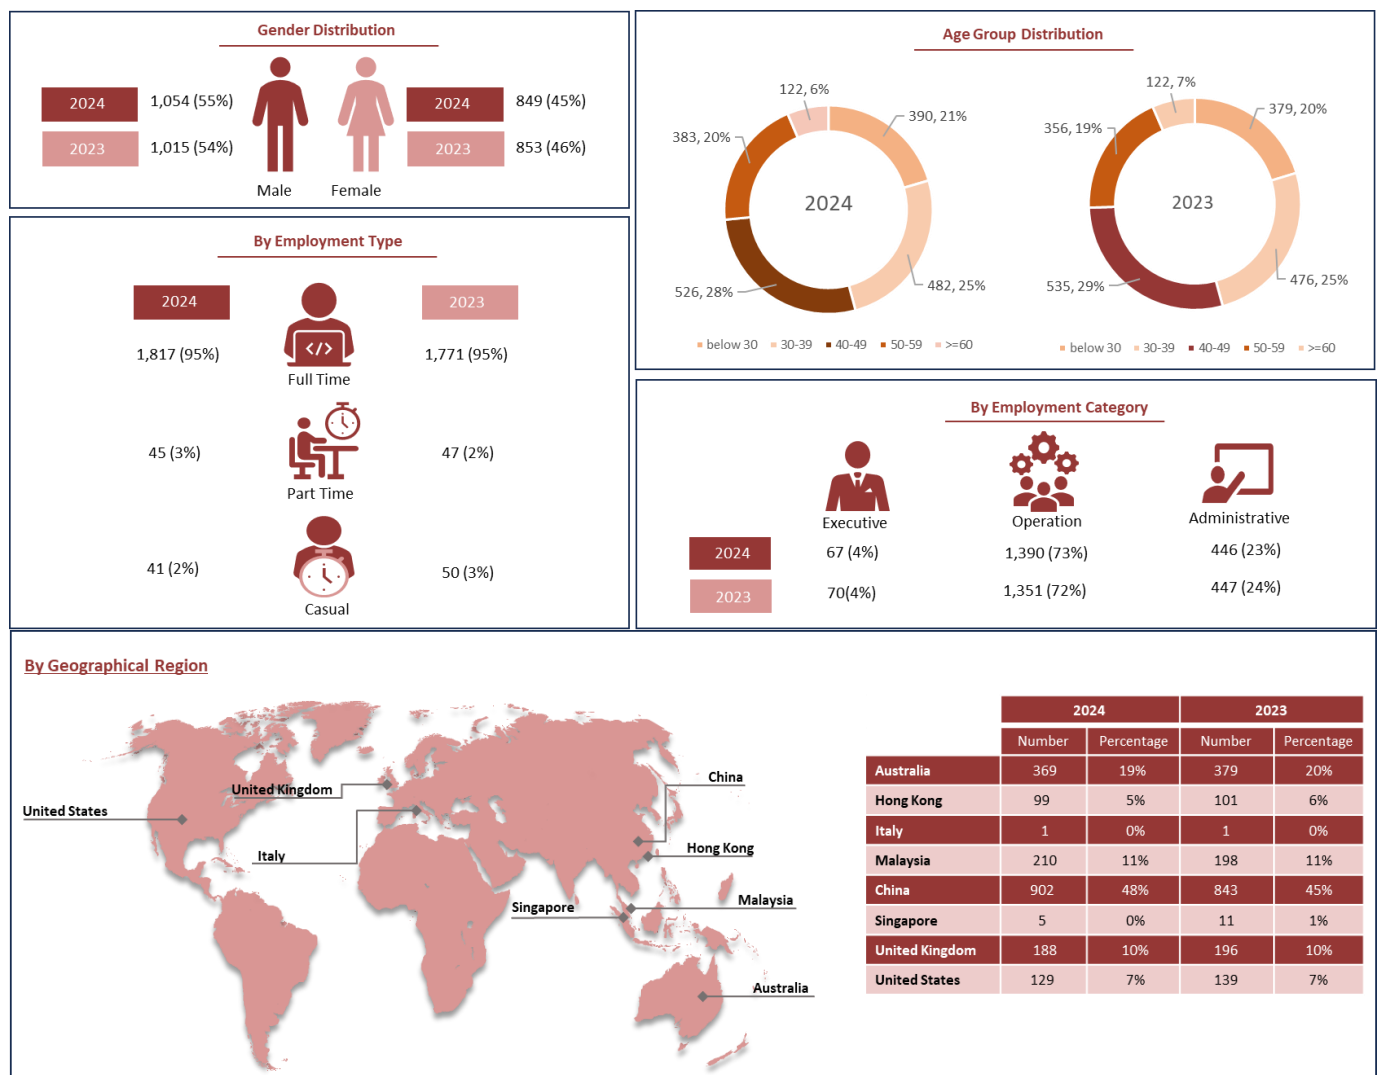 Gender Distribution
2024 1,054 (55%)
2023 1,015 (54%)
Male
Female
2024 849 (45%)
2023 853 (46%)
Age Group Distribution
2024
390, 21%
482, 25%
526, 28%
383, 20%
122, 6%
below 30 30-39 40-49 50-59 >=60
2023
379, 20%
476, 25%
535, 29%
356, 19%
122, 7%
below 30 30-39 40-49 50-59 >=60
By Employment Type
2024 2023
</>
1,817 (95%) 1,771 (95%)
Full Time
45 (3%) 47 (2%)
Part Time
41 (2%) 50 (3%)
Casual
By Employment Category
Executive Operation Administrative
2024 67 (4%) 1,390 (73%) 446 (23%)
2023 70(4%) 1,351 (72%) 447 (24%)
By Geographical Region
United States
United Kingdom
Italy
China
Hong Kong
Malaysia
Singapore
Australia
2024 2023
Number Percentage Number Percentage
Australia 369 19% 379 20%
Hong Kong 99 5% 101 6%
Italy 1 0% 1 0%
Malaysia 210 11% 198 11%
China 902 48% 843 45%
Singapore 5 0% 11 1%
United Kingdom 188 10% 196 10%
United States 129 7% 139 7%